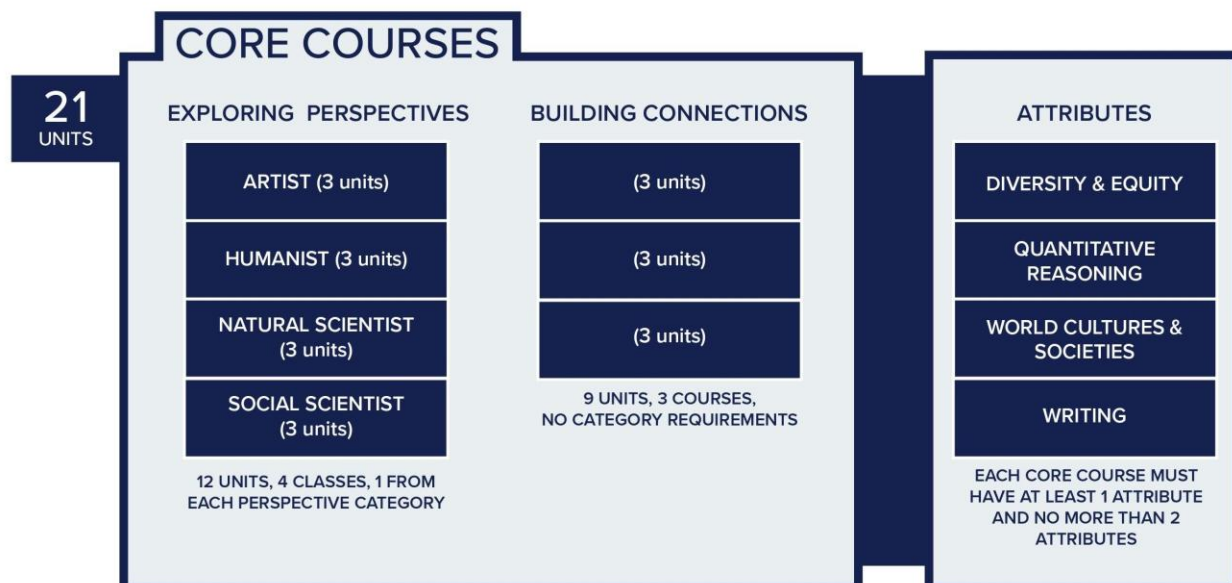 CORE COURSES
21
UNITS
EXPLORING PERSPECTIVES
ARTIST (3 units)
HUMANIST (3 units)
NATURAL SCIENTIST
(3 units)
SOCIAL SCIENTIST
(3 units)
12 UNITS, 4 CLASSES, 1 FROM
EACH PERSPECTIVE CATEGORY
BUILDING CONNECTIONS
(3 units)
(3 units)
(3 units)
9 UNITS, 3 COURSES,
NO CATEGORY REQUIREMENTS
ATTRIBUTES
DIVERSITY & EQUITY
QUANTITATIVE
REASONING
WORLD CULTURES &
SOCIETIES
WRITING
EACH CORE COURSE MUST
HAVE AT LEAST 1 ATTRIBUTE
AND NO MORE THAN 2
ATTRIBUTES